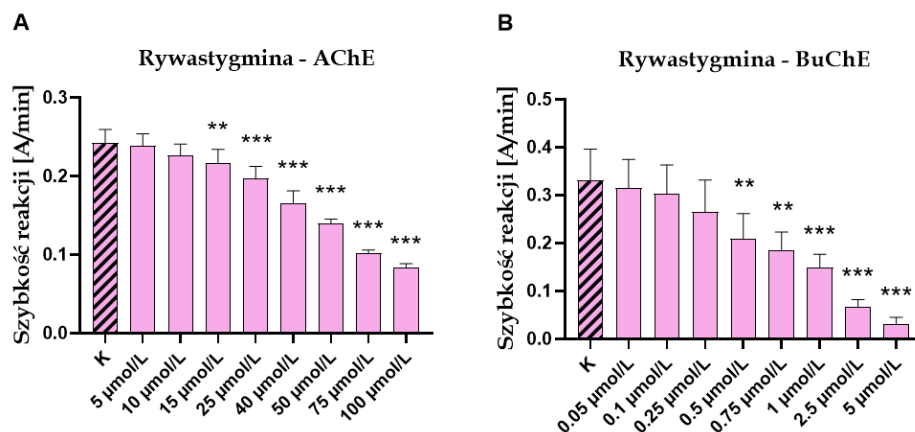 A
Rywastygmina - AChE
Szybkość reakcji [A/min]
0.3
0.2
0.1
0.0
**
***
***
***
***
***
K
5 µmol/L
10 µmol/L
15 µmol/L
25 µmol/L
40 µmol/L
50 µmol/L
75 µmol/L
100 µmol/L
B
Rywastygmina - BuChE
Szybkość reakcji [A/min]
0.5
0.4
0.3
0.2
0.1
0.0
**
**
***
***
***
K
0.05 µmol/L
0.1 µmol/L
0.25 µmol/L
0.5 µmol/L
0.75 µmol/L
1 µmol/L
2.5 µmol/L
5 µmol/L